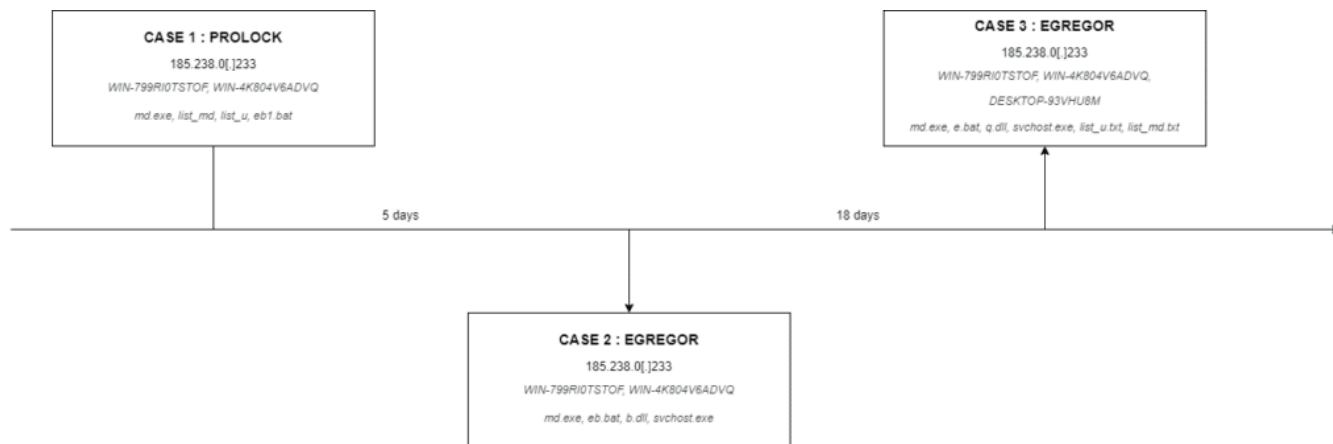 CASE 1 : PROLOCK
185.238.0[.]233
WIN-799RI0TSTOF, WIN-4K804V6ADVQ
md.exe, list_md, list_u, eb1.bat
CASE 3 : EGREGOR
185.238.0[.]233
WIN-799RI0TSTOF, WIN-4K804V6ADVQ,
DESKTOP-93VHU8M
md.exe, e.bat, q.dll, svchost.exe, list_u.txt, list_md.txt
5 days
18 days
CASE 2 : EGREGOR
185.238.0[.]233
WIN-799RI0TSTOF, WIN-4K804V6ADVQ
md.exe, eb.bat, b.dll, svchost.exe